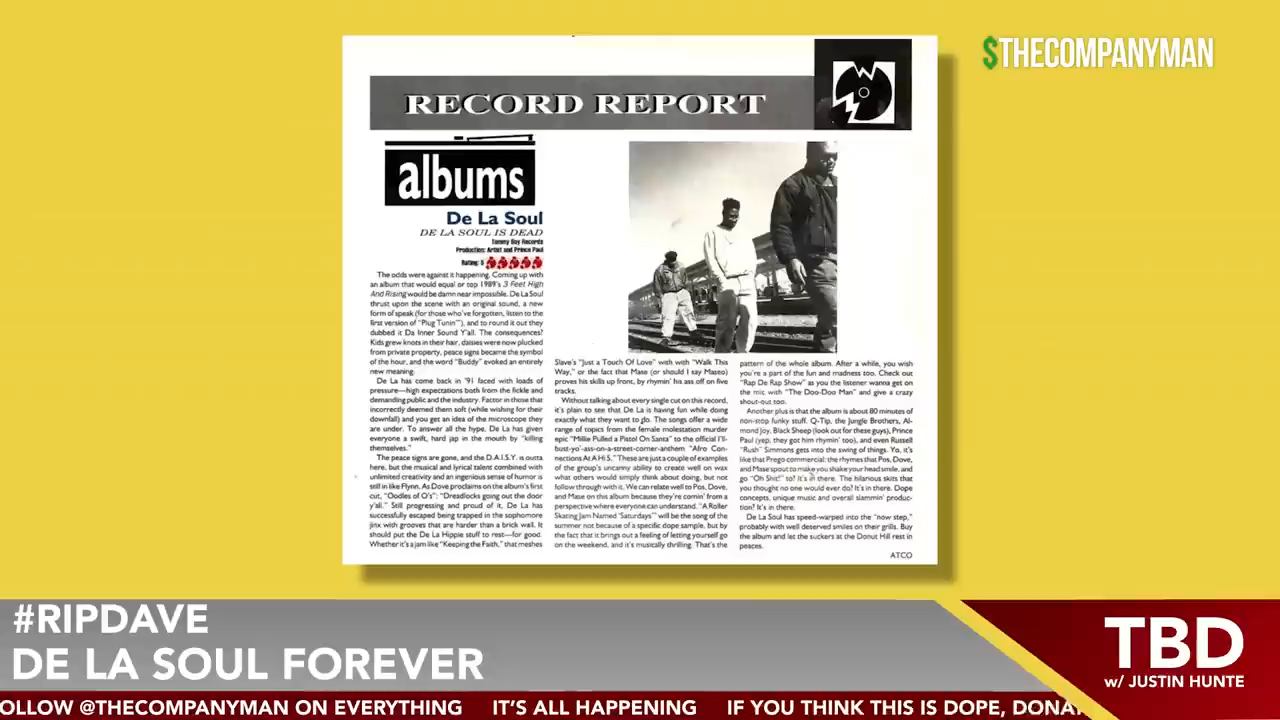 $THECOMPANYMAN
RECORD REPORT
albums
De La Soul
DE LA SOUL IS DEAD
Tommy Boy Records
Production: Artist and Prince Paul
Rating: 5
The odds were against it happening. Coming up with
an album that would equal or top 1989's 3 Feet High
And Rising would be damn near impossible. De La Soul
thrust upon the scene with an original sound, a new
form of speak (for those who've forgotten, listen to the
first version of "Plug Tunin'"), and to round it out they
dubbed it Da Inner Sound Y'all. The consequences?
Kids grew knots in their hair, daisies were now plucked
from private property, peace signs became the symbol
of the hour, and the word "Buddy" evoked an entirely
new meaning.
De La has come back in '91 faced with loads of
pressure—high expectations both from the fickle and
demanding public and the industry. Factor in those that
incorrectly deemed them soft (while wishing for their
downfall) and you get an idea of the microscope they
are under. To answer all the hype, De La has given
everyone a swift, hard jap in the mouth by "killing
themselves."
The peace signs are gone, and the D.A.I.S.Y. is outta
here, but the musical and lyrical talent combined with
unlimited creativity and an ingenious sense of humor is
still in like Flynn. As Dove proclaims on the album's first
cut, "Oodles of O's": "Dreadlocks going out the door
y'all." Still progressing and proud of it, De La has
successfully escaped being trapped in the sophomore
jinx with grooves that are harder than a brick wall. It
should put the De La Hippie stuff to rest—for good.
Whether it's a jam like "Keeping the Faith," that meshes
Slave's "Just a Touch Of Love" with with "Walk This
Way," or the fact that Mase (or should I say Maseo)
proves his skills up front, by rhymin' his ass off on five
tracks.
Without talking about every single cut on this record,
it's plain to see that De La is having fun while doing
exactly what they want to do. The songs offer a wide
range of topics from the female molestation murder
epic "Millie Pulled a Pistol On Santa" to the official I'll-
bust-yo'-ass-on-a-street-corner-anthem "Afro Con-
nections At A Hi 5." These are just a couple of examples
of the group's uncanny ability to create well on wax
what others would simply think about doing, but not
follow through with it. We can relate well to Pos, Dove,
and Mase on this album because they're comin' from a
perspective where everyone can understand. "A Roller
Skating Jam Named 'Saturdays'" will be the song of the
summer not because of a specific dope sample, but by
the fact that it brings out a feeling of letting yourself go
on the weekend, and it's musically thrilling. That's the
pattern of the whole album. After a while, you wish
you're a part of the fun and madness too. Check out
"Rap De Rap Show" as you the listener wanna get on
the mic with "The Doo-Doo Man" and give a crazy
shout-out too.
Another plus is that the album is about 80 minutes of
non-stop funky stuff. Q-Tip, the Jungle Brothers, Al-
mond Joy, Black Sheep (look out for these guys), Prince
Paul (yep, they got him rhymin' too), and even Russell
"Rush" Simmons gets into the swing of things. Yo, it's
like that Prego commercial: the rhymes that Pos, Dove,
and Mase spout to make you shake your head smile, and
go "Oh Shit!" to? It's in there. The hilarious skits that
you thought no one would ever do? It's in there. Dope
concepts, unique music and overall slammin' produc-
tion? It's in there.
De La Soul has speed-warped into the "now step,"
probably with well deserved smiles on their grills. Buy
the album and let the suckers at the Donut Hill rest in
peaces.
ATCO
#RIPDAVE
DE LA SOUL FOREVER
TBD
w/ JUSTIN HUNTE
OLLOW @THECOMPANYMAN ON EVERYTHING IT'S ALL HAPPENING IF YOU THINK THIS IS DOPE, DONA